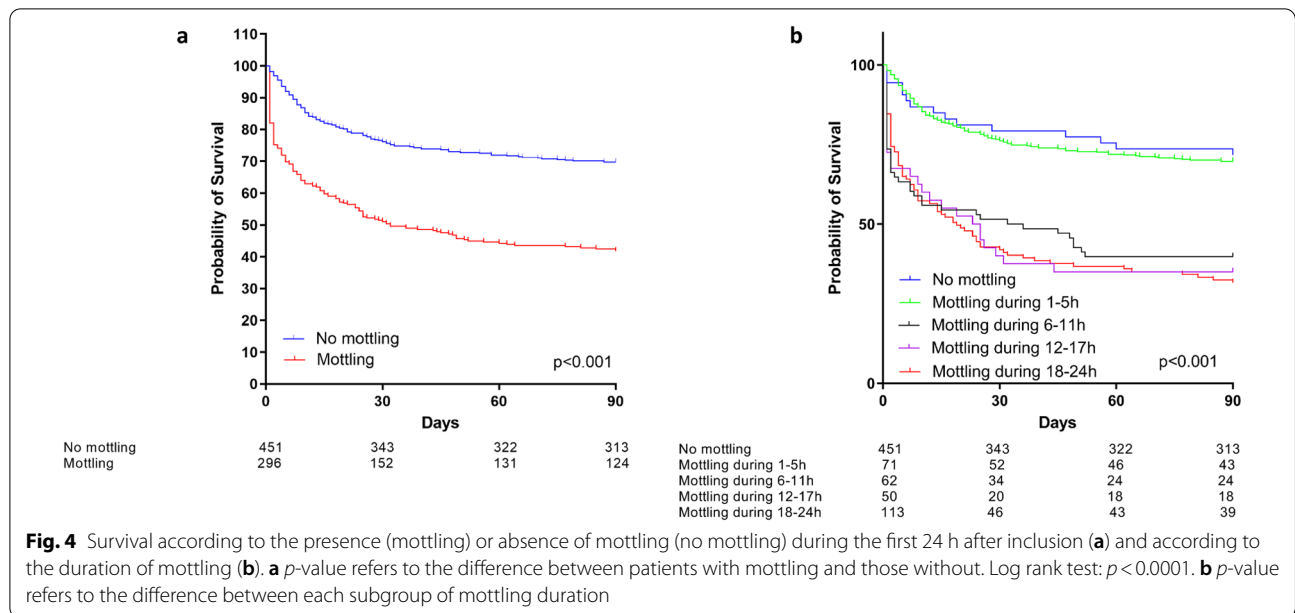 a
110
100
90
80
70
60
50
40
30
20
10
0
Probability of Survival
No mottling
Mottling
p<0.001
0 30 60 90
Days
No mottling 451 343 322 313
Mottling 296 152 131 124
b
100
50
0
Probability of Survival
No mottling
Mottling during 1-5h
Mottling during 6-11h
Mottling during 12-17h
Mottling during 18-24h
p<0.001
0 30 60 90
Days
No mottling 451 343 322 313
Mottling during 1-5h 71 52 46 43
Mottling during 6-11h 62 34 24 24
Mottling during 12-17h 50 20 18 18
Mottling during 18-24h 113 46 43 39
Fig. 4 Survival according to the presence (mottling) or absence of mottling (no mottling) during the first 24 h after inclusion (a) and according to
the duration of mottling (b). a p-value refers to the difference between patients with mottling and those without. Log rank test: p < 0.0001. b p-value
refers to the difference between each subgroup of mottling duration